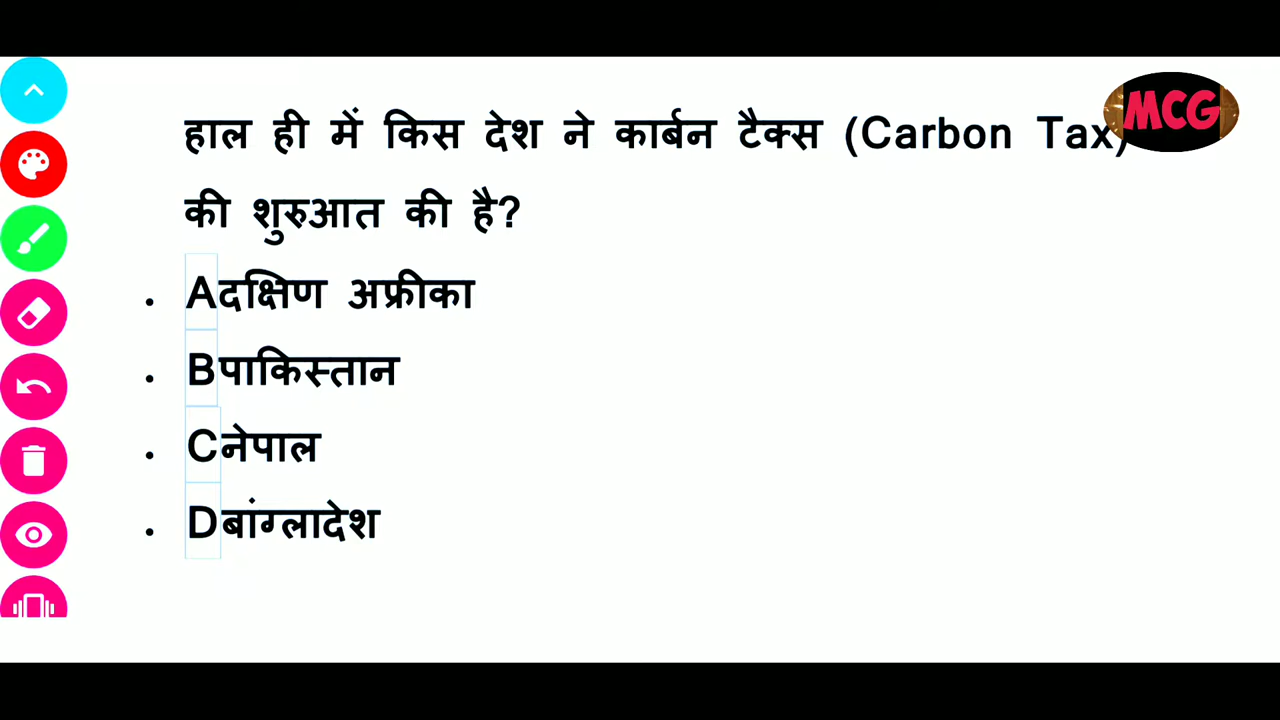 हाल ही में किस देश ने कार्बन टैक्स (Carbon Tax)
की शुरुआत की है?
. Aदक्षिण अफ्रीका
. Bपाकिस्तान
. Cनेपाल
. Dबांग्लादेश
MCG